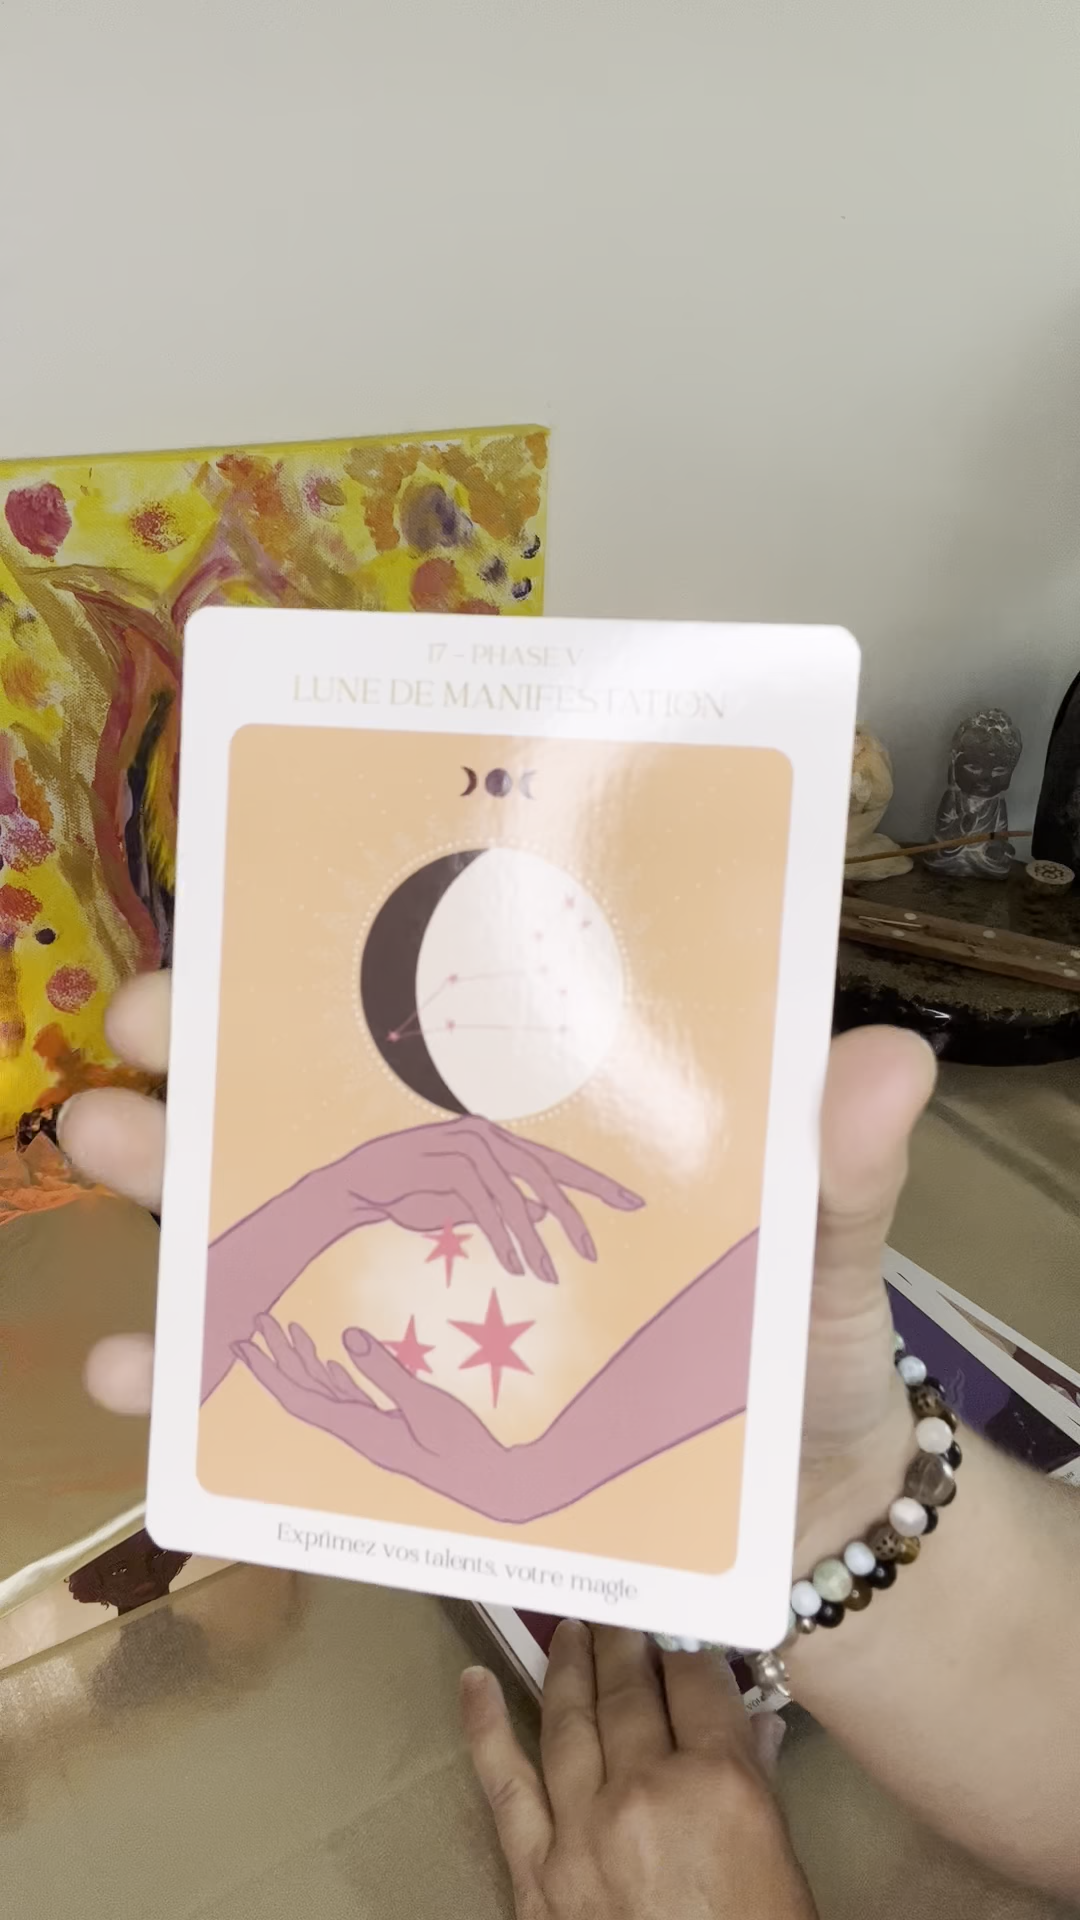 17 - PHASE V
LUNE DE MANIFESTATION
Exprimez vos talents, votre magie